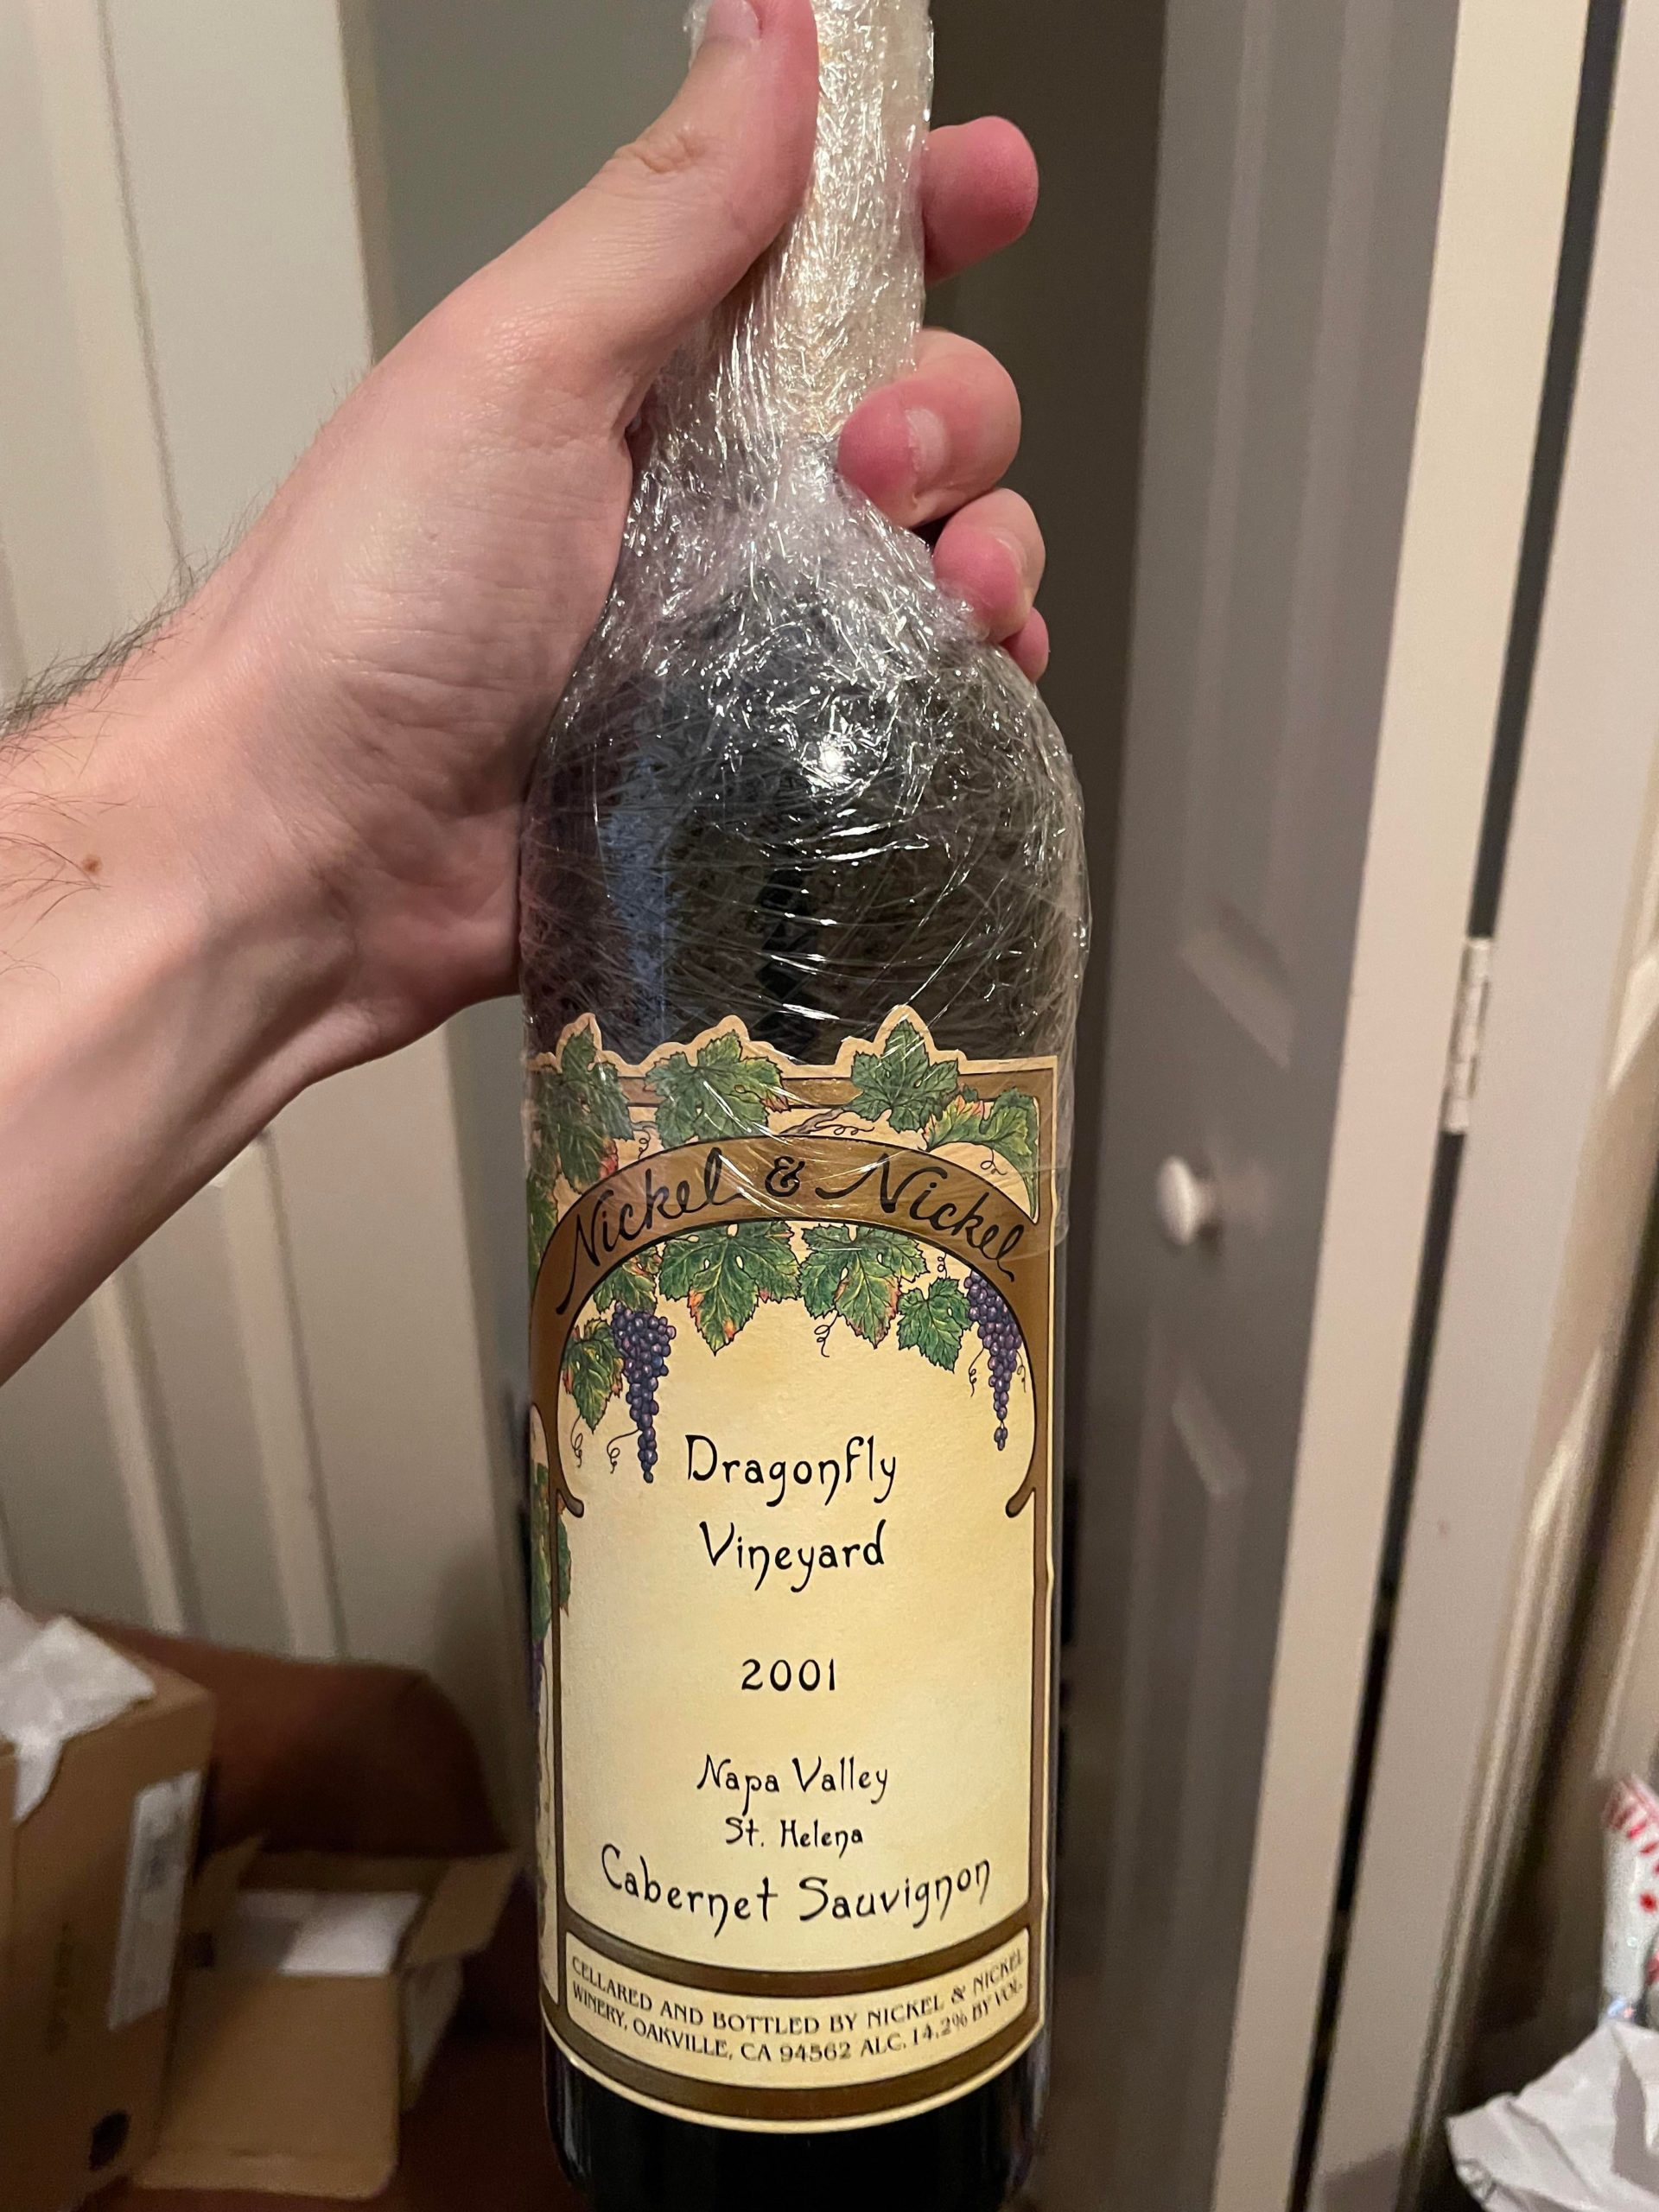 Nickel & Nickel
Dragonfly
Vineyard
2001
Napa Valley
St. Helena
Cabernet Sauvignon
CELLARED AND BOTTLED BY NICKEL & NICKEL
WINERY, OAKVILLE, CA 94562 ALC. 14.2% BY VOL.